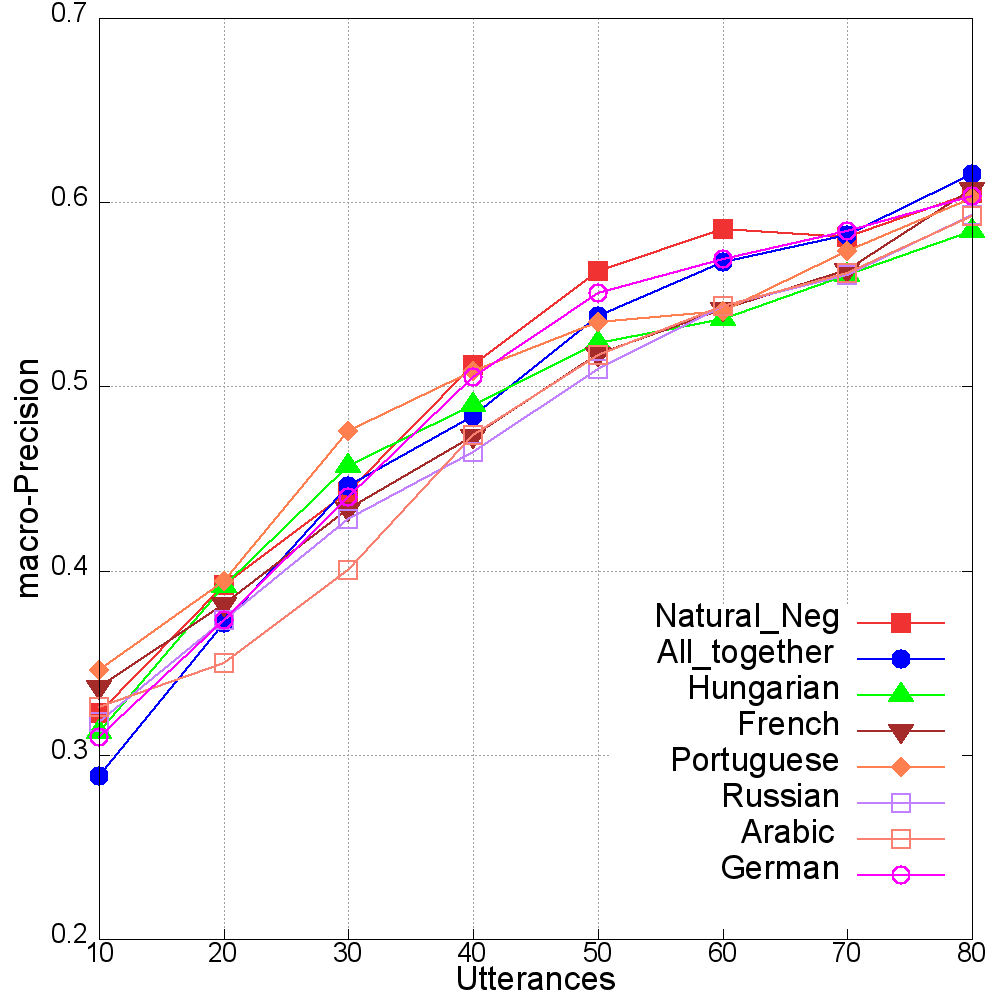 0.7
0.6
0.5
0.4
0.3
0.2
macro-Precision
10 20 30 40 50 60 70 80
Utterances
Natural_Neg
All_together
Hungarian
French
Portuguese
Russian
Arabic
German